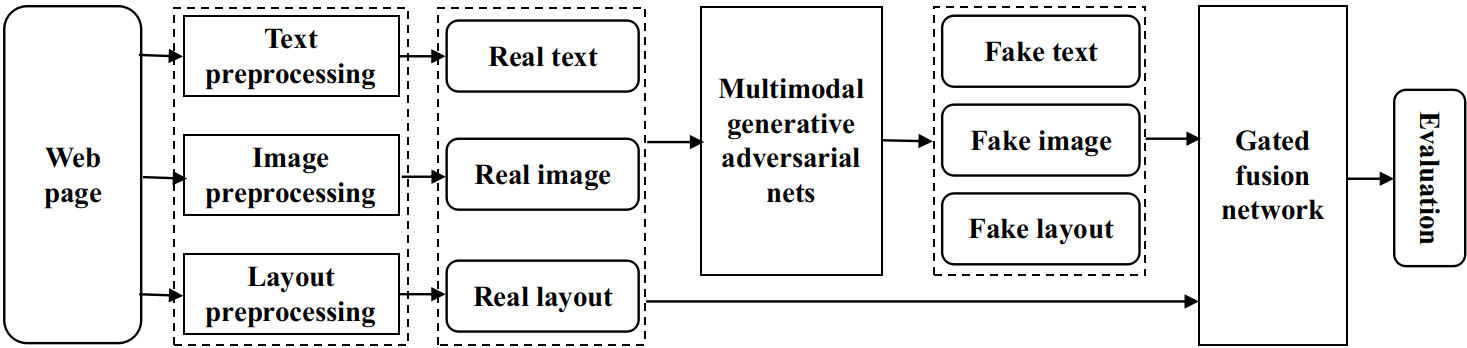 Web
page
Text
preprocessing
Image
preprocessing
Layout
preprocessing
Real text
Real image
Real layout
Multimodal
generative
adversarial
nets
Fake text
Fake image
Fake layout
Gated
fusion
network
Evaluation